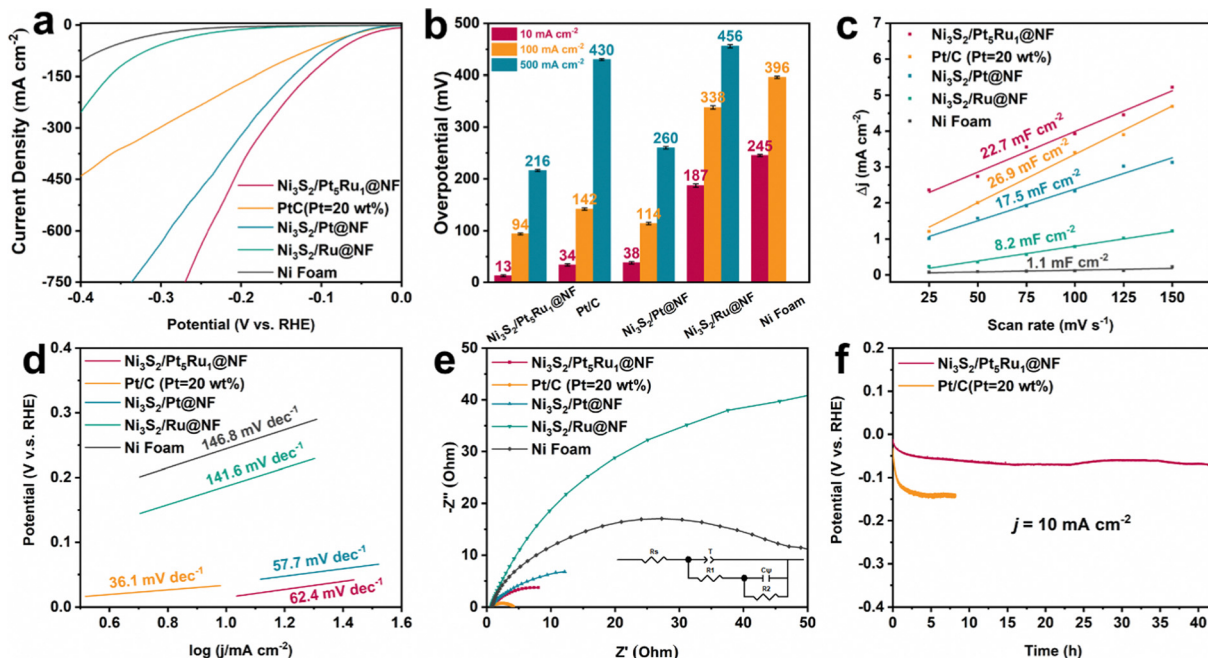 a
Current Density (mA cm⁻²)
0
-150
-300
-450
-600
-750
-0.4
-0.3
-0.2
-0.1
0.0
Potential (V vs. RHE)
Ni₃S₂/Pt₅Ru₁@NF
PtC(Pt=20 wt%)
Ni₃S₂/Pt@NF
Ni₃S₂/Ru@NF
Ni Foam
b
Overpotential (mV)
500
400
300
200
100
0
10 mA cm⁻²
100 mA cm⁻²
500 mA cm⁻²
13
94
216
34
142
430
38
114
260
187
338
456
245
396
Ni₃S₂/Pt₅Ru₁@NF
Pt/C
Ni₃S₂/Pt@NF
Ni₃S₂/Ru@NF
Ni Foam
c
Δj (mA cm⁻²)
6
5
4
3
2
1
0
Ni₃S₂/Pt₅Ru₁@NF
Pt/C (Pt=20 wt%)
Ni₃S₂/Pt@NF
Ni₃S₂/Ru@NF
Ni Foam
22.7 mF cm⁻²
26.9 mF cm⁻²
17.5 mF cm⁻²
8.2 mF cm⁻²
1.1 mF cm⁻²
25
50
75
100
125
150
Scan rate (mV s⁻¹)
d
Potential (V v.s. RHE)
0.4
0.3
0.2
0.1
0.0
Ni₃S₂/Pt₅Ru₁@NF
Pt/C (Pt=20 wt%)
Ni₃S₂/Pt@NF
Ni₃S₂/Ru@NF
Ni Foam
146.8 mV dec⁻¹
141.6 mV dec⁻¹
36.1 mV dec⁻¹
57.7 mV dec⁻¹
62.4 mV dec⁻¹
0.6
0.8
1.0
1.2
1.4
1.6
log (j/mA cm⁻²)
e
-Z'' (Ohm)
50
40
30
20
10
0
Ni₃S₂/Pt₅Ru₁@NF
Pt/C (Pt=20 wt%)
Ni₃S₂/Pt@NF
Ni₃S₂/Ru@NF
Ni Foam
Rs
T
R1
Cψ
R2
0
10
20
30
40
50
Z' (Ohm)
f
Potential (V vs. RHE)
0.2
0.1
0.0
-0.1
-0.2
-0.3
-0.4
Ni₃S₂/Pt₅Ru₁@NF
Pt/C(Pt=20 wt%)
j = 10 mA cm⁻²
0
5
10
15
20
25
30
35
40
Time (h)